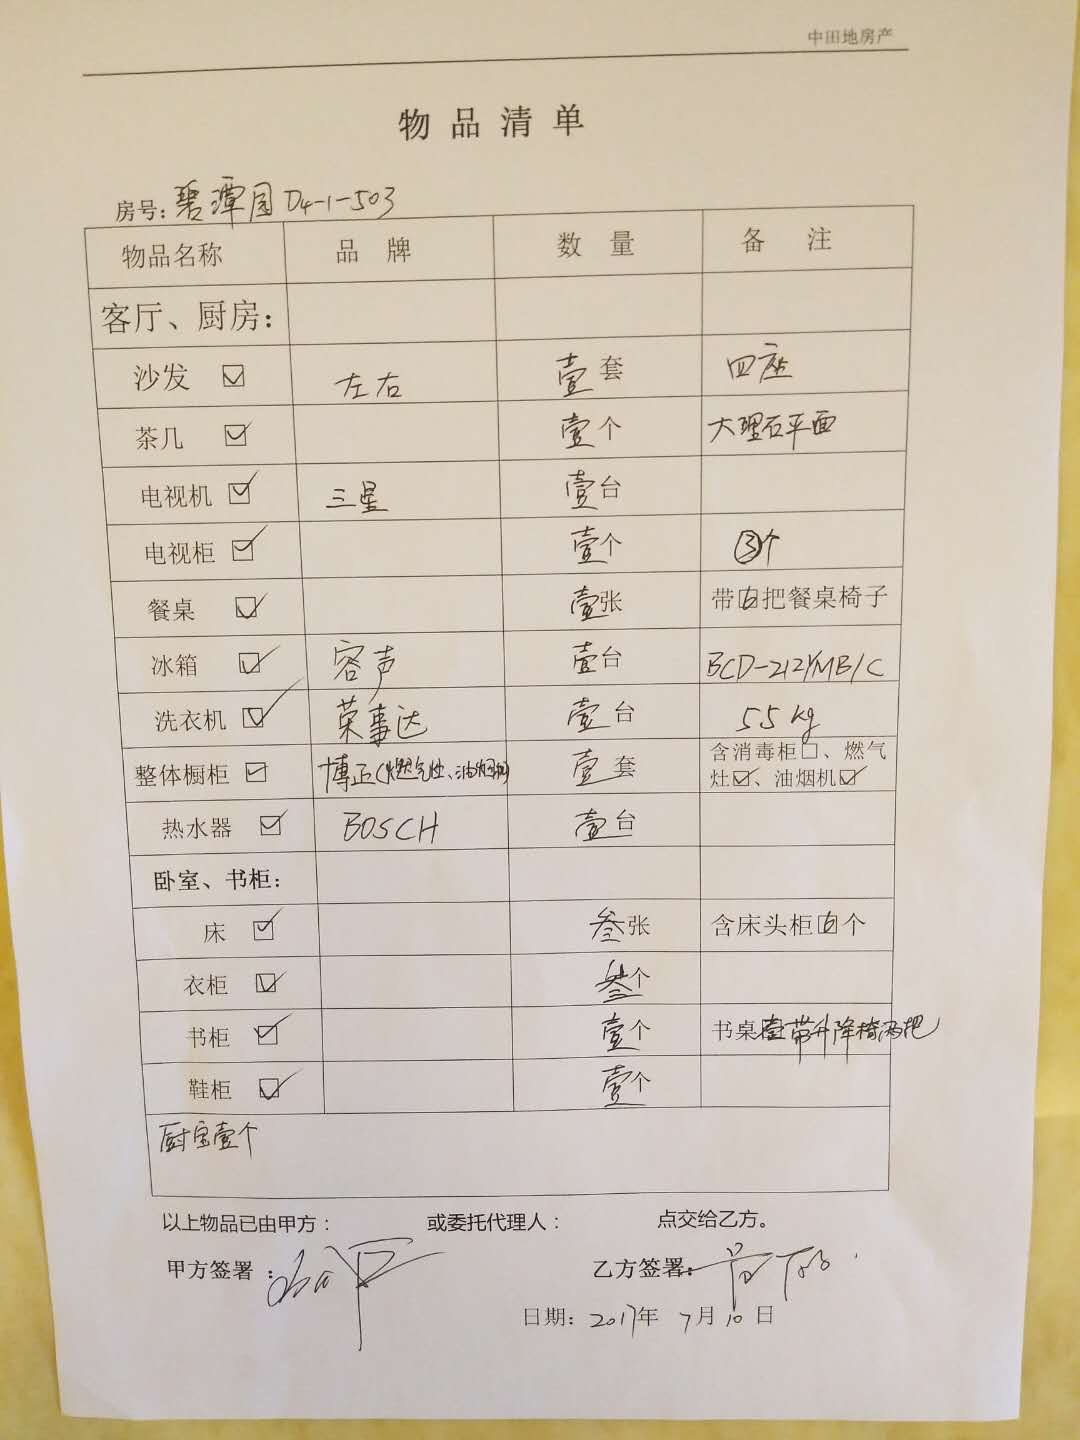 中田地房产
物品清单
房号：碧潭园D4-1-503
物品名称 品牌 数量 备注
客厅、厨房：
沙发 ☑ 左右 壹套 四座
茶几 ☑ 壹个 大理石平面
电视机 ☑ 三星 壹台
电视柜 ☑ 壹个 ③个
餐桌 ☑ 壹张 带 把餐桌椅子
冰箱 ☑ 容声 壹台 BCD-212YMB/C
洗衣机 ☑ 荣事达 壹台 55kg
整体橱柜 ☑ 博正(燃气灶、油烟机) 壹套 含消毒柜□、燃气
灶☑、油烟机☑
热水器 ☑ BOSCH 壹台
卧室、书柜：
床 ☑ 叁张 含床头柜 个
衣柜 ☑ 叁个
书柜 ☑ 壹个 书桌壹带升降椅两把
鞋柜 ☑ 壹个
厨宝壹个
以上物品已由甲方： 或委托代理人： 点交给乙方。
甲方签署： 乙方签署：
日期：2017年7月10日